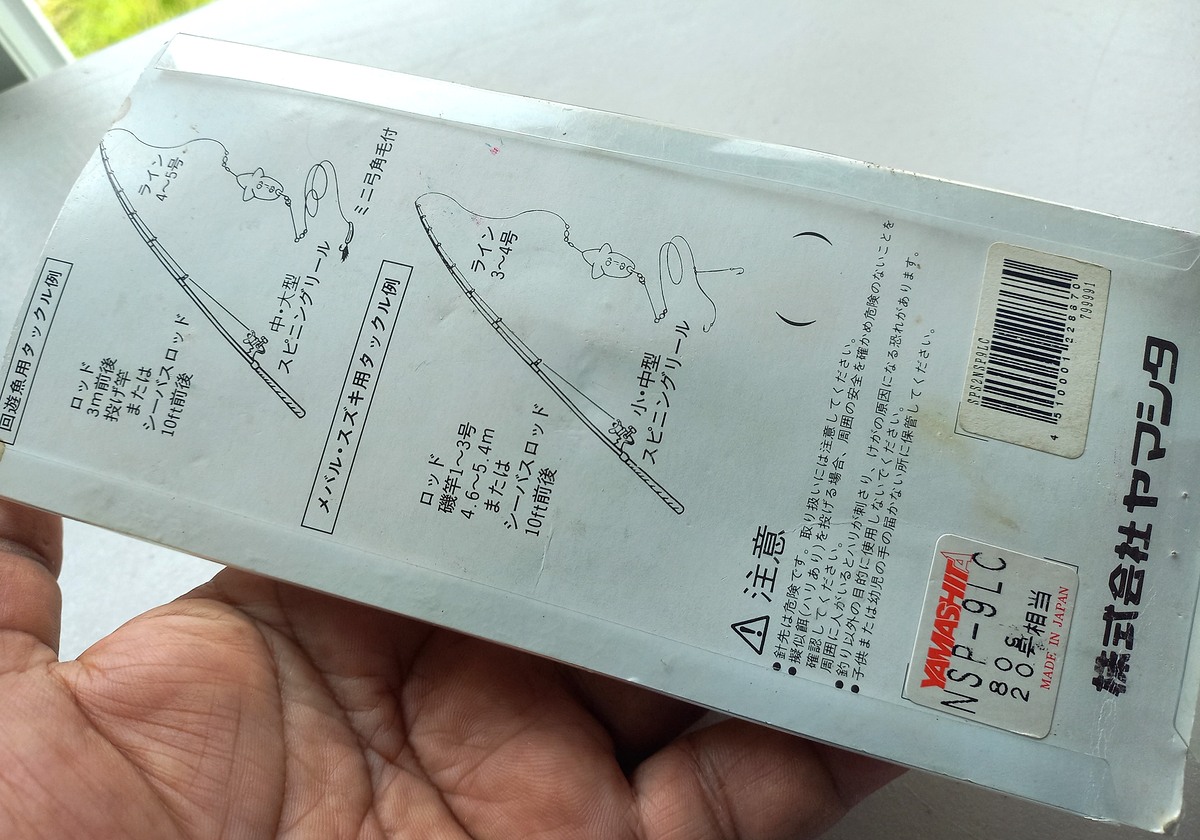 回遊魚用タックル例
ロッド
3m前後
投げ竿
または
シーバスロッド
10ft前後
ライン
4〜5号
中・大型
スピニングリール
ミニ弓角毛付
メバル・スズキ用タックル例
ロッド
磯竿1〜3号
4.6〜5.4m
または
シーバスロッド
10ft前後
ライン
3〜4号
小・中型
スピニングリール
( )
⚠注意
●針先は危険です。取り扱いには注意してください。
●擬似餌(ハリあり)を投げる場合、周囲の安全を確かめ危険のないことを
確認してください。
周囲に人がいるとハリが刺さり、けがの原因になる恐れがあります。
●釣り以外の目的に使用しないでください。
●子供または幼児の手の届かない所に保管してください。
YAMASHITA
NSP-9LC
80g
20号相当
MADE IN JAPAN
SP32NSP9LC
4 510001 228670
799991
株式会社ヤマシタ